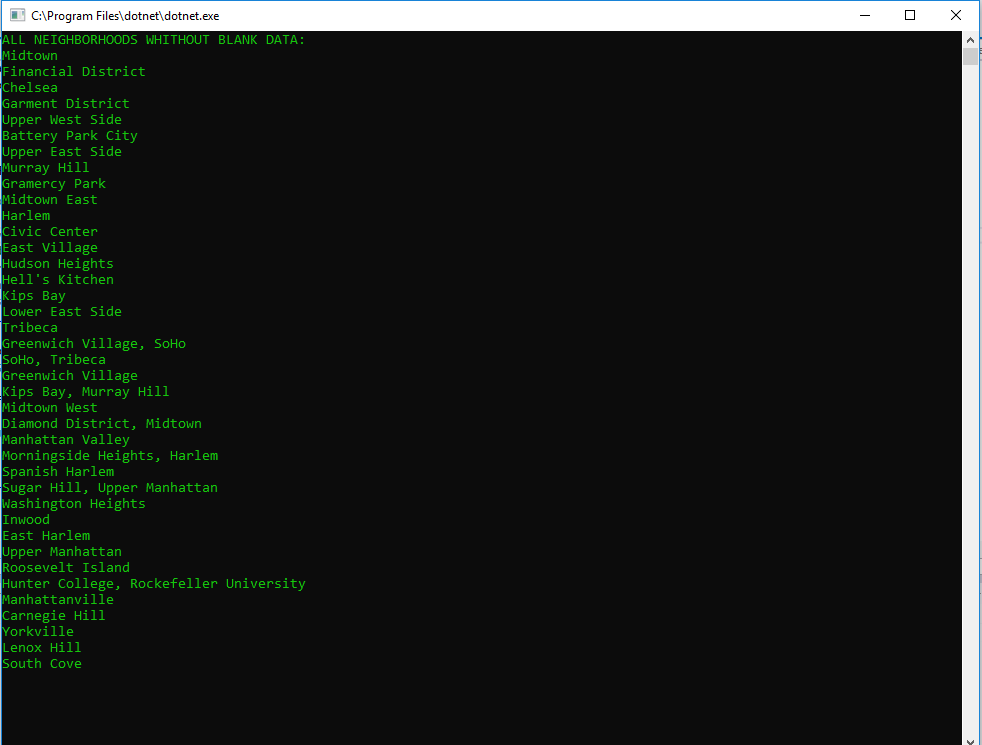 C:\Program Files\dotnet\dotnet.exe
ALL NEIGHBORHOODS WHITHOUT BLANK DATA:
Midtown
Financial District
Chelsea
Garment District
Upper West Side
Battery Park City
Upper East Side
Murray Hill
Gramercy Park
Midtown East
Harlem
Civic Center
East Village
Hudson Heights
Hell's Kitchen
Kips Bay
Lower East Side
Tribeca
Greenwich Village, SoHo
SoHo, Tribeca
Greenwich Village
Kips Bay, Murray Hill
Midtown West
Diamond District, Midtown
Manhattan Valley
Morningside Heights, Harlem
Spanish Harlem
Sugar Hill, Upper Manhattan
Washington Heights
Inwood
East Harlem
Upper Manhattan
Roosevelt Island
Hunter College, Rockefeller University
Manhattanville
Carnegie Hill
Yorkville
Lenox Hill
South Cove